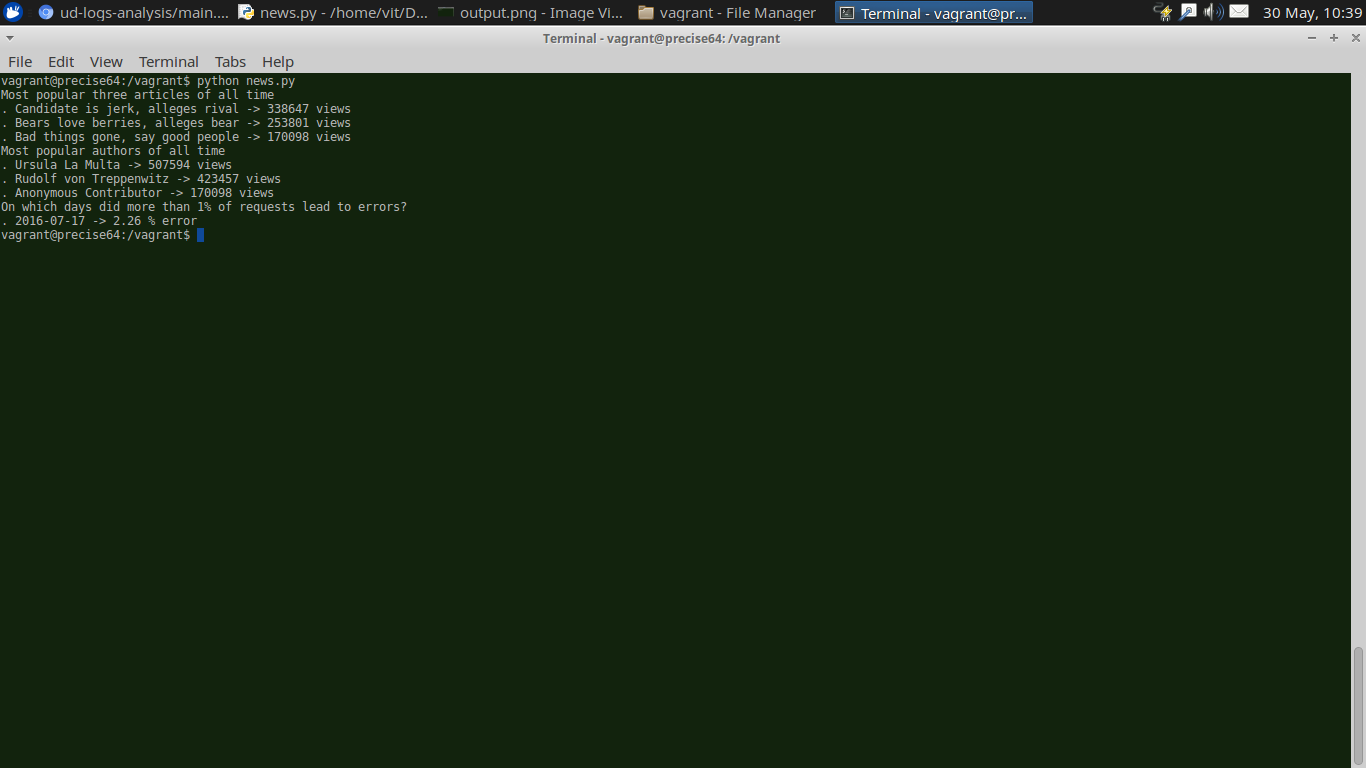 ud-logs-analysis/main.... news.py - /home/vit/D... output.png - Image Vi... vagrant - File Manager Terminal - vagrant@pr... 30 May, 10:39
Terminal - vagrant@precise64: /vagrant
File Edit View Terminal Tabs Help
vagrant@precise64:/vagrant$ python news.py
Most popular three articles of all time
. Candidate is jerk, alleges rival -> 338647 views
. Bears love berries, alleges bear -> 253801 views
. Bad things gone, say good people -> 170098 views
Most popular authors of all time
. Ursula La Multa -> 507594 views
. Rudolf von Treppenwitz -> 423457 views
. Anonymous Contributor -> 170098 views
On which days did more than 1% of requests lead to errors?
. 2016-07-17 -> 2.26 % error
vagrant@precise64:/vagrant$